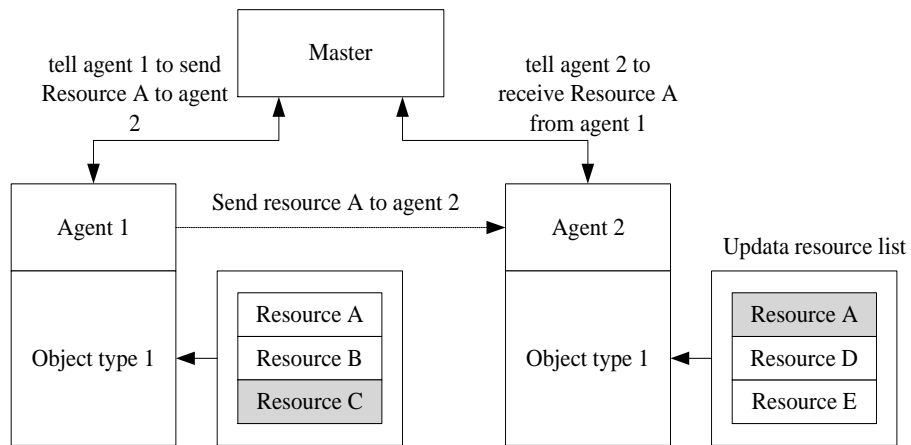 Master
tell agent 1 to send
Resource A to agent
2
tell agent 2 to
receive Resource A
from agent 1
Agent 1
Send resource A to agent 2
Agent 2
Updata resource list
Object type 1
Resource A
Resource B
Resource C
Object type 1
Resource A
Resource D
Resource E